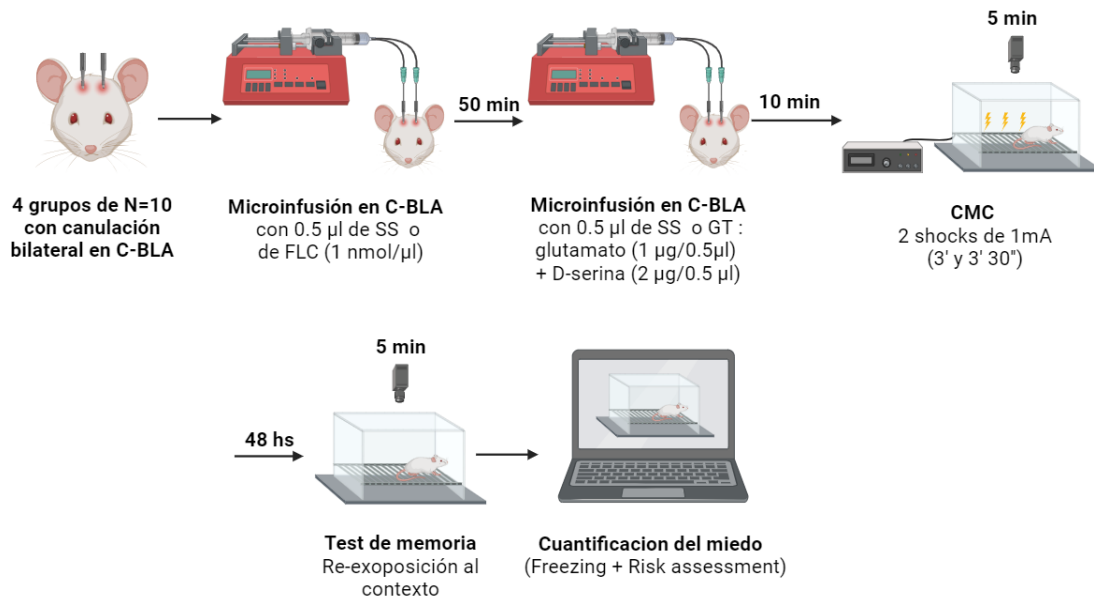 4 grupos de N=10
con canulación
bilateral en C-BLA
Microinfusión en C-BLA
con 0.5 µl de SS o
de FLC (1 nmol/µl)
50 min
Microinfusión en C-BLA
con 0.5 µl de SS o GT :
glutamato (1 µg/0.5µl)
+ D-serina (2 µg/0.5 µl)
10 min
5 min
CMC
2 shocks de 1mA
(3' y 3' 30")
48 hs
5 min
Test de memoria
Re-exoposición al
contexto
Cuantificacion del miedo
(Freezing + Risk assessment)